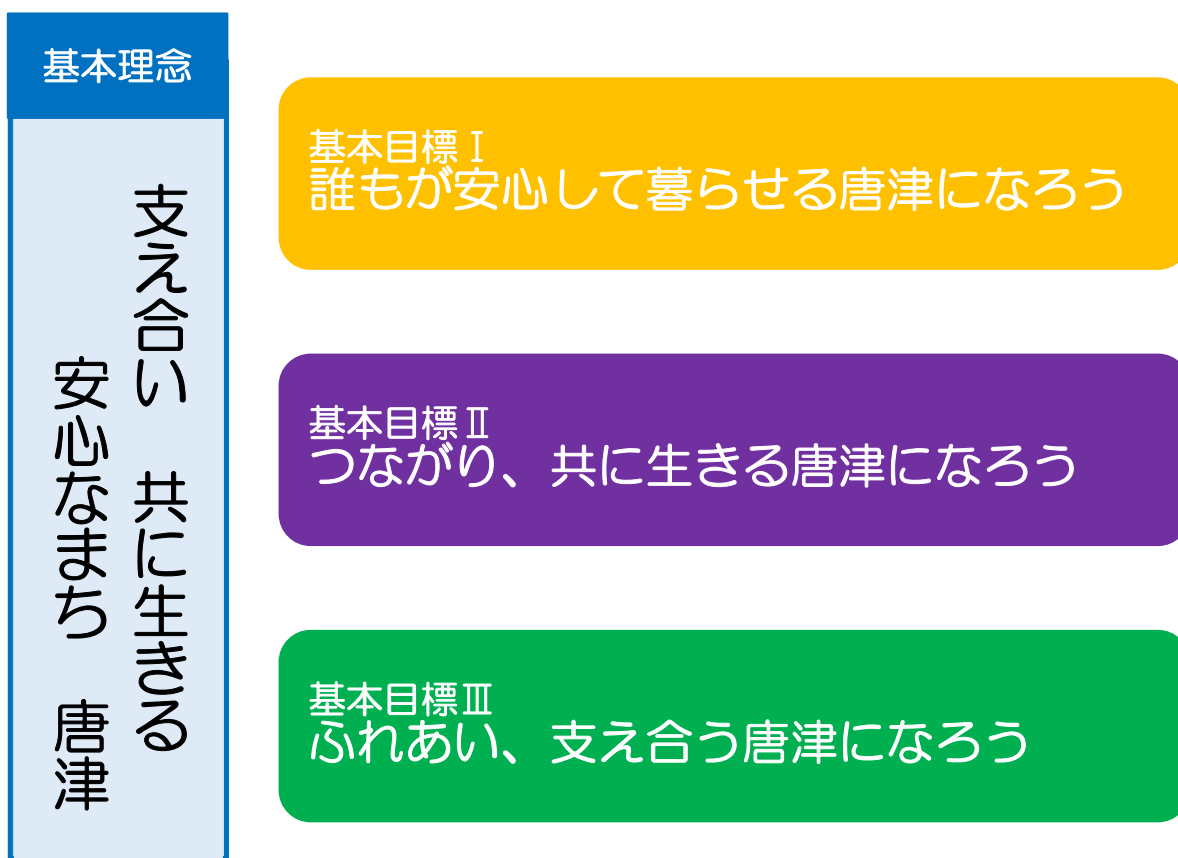 基本理念
支え合い　共に生きる
安心なまち　唐津
基本目標Ⅰ
誰もが安心して暮らせる唐津になろう
基本目標Ⅱ
つながり、共に生きる唐津になろう
基本目標Ⅲ
ふれあい、支え合う唐津になろう